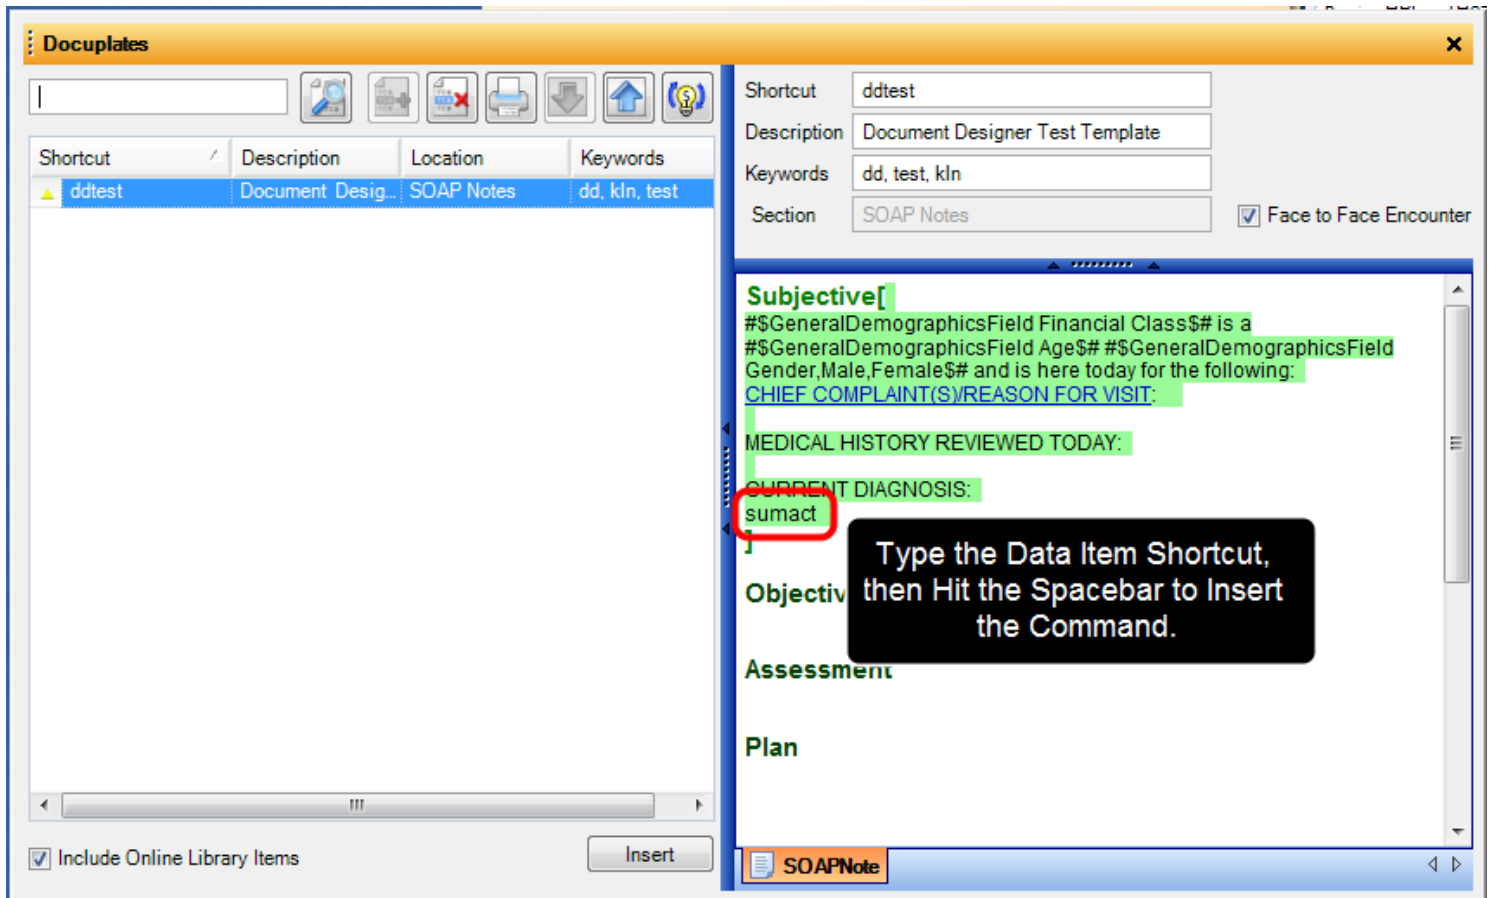 Docuplates
Shortcut ddtest
Description Document Designer Test Template
Keywords dd, test, kln
Section SOAP Notes Face to Face Encounter
Shortcut Description Location Keywords
ddtest Document Desig... SOAP Notes dd, kln, test
Subjective[
#$GeneralDemographicsField Financial Class$# is a
#$GeneralDemographicsField Age$# #$GeneralDemographicsField
Gender,Male,Female$# and is here today for the following:
CHIEF COMPLAINT(S)/REASON FOR VISIT:
MEDICAL HISTORY REVIEWED TODAY:
CURRENT DIAGNOSIS:
sumact
]
Type the Data Item Shortcut,
then Hit the Spacebar to Insert
the Command.
Objectiv
Assessment
Plan
Include Online Library Items
Insert
SOAPNote